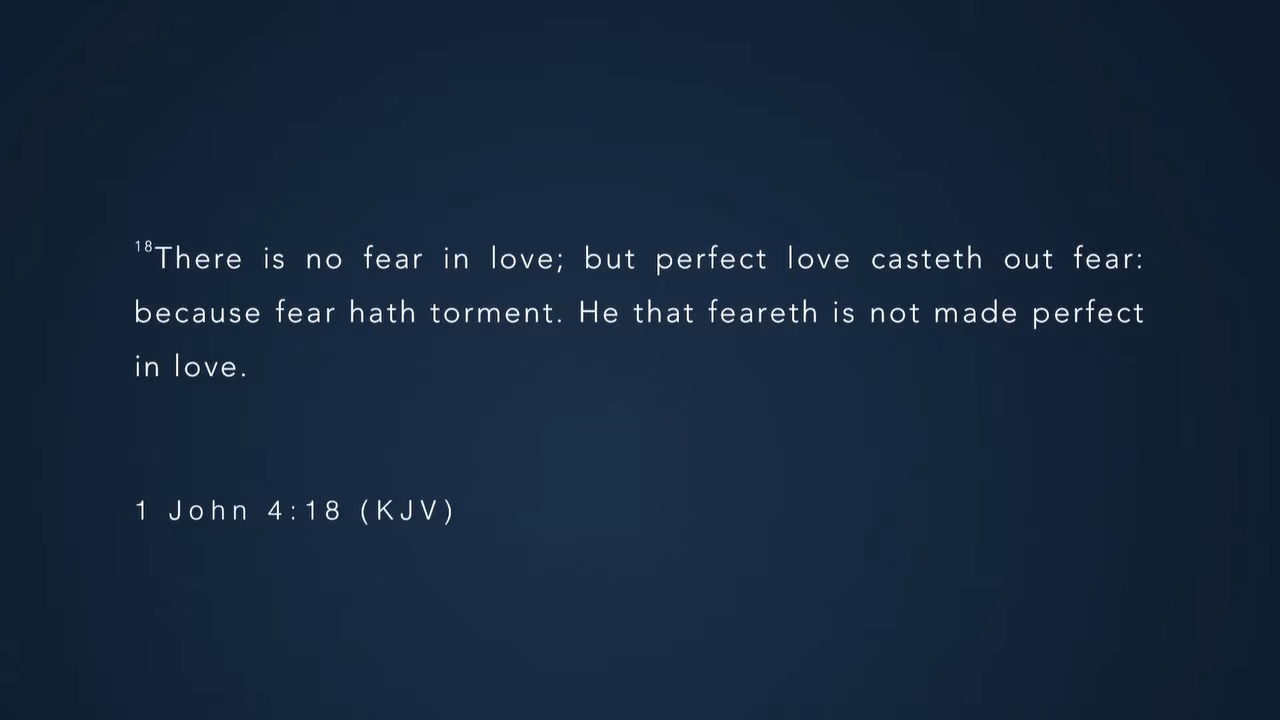 18There is no fear in love; but perfect love casteth out fear:
because fear hath torment. He that feareth is not made perfect
in love.
1 John 4:18 (KJV)